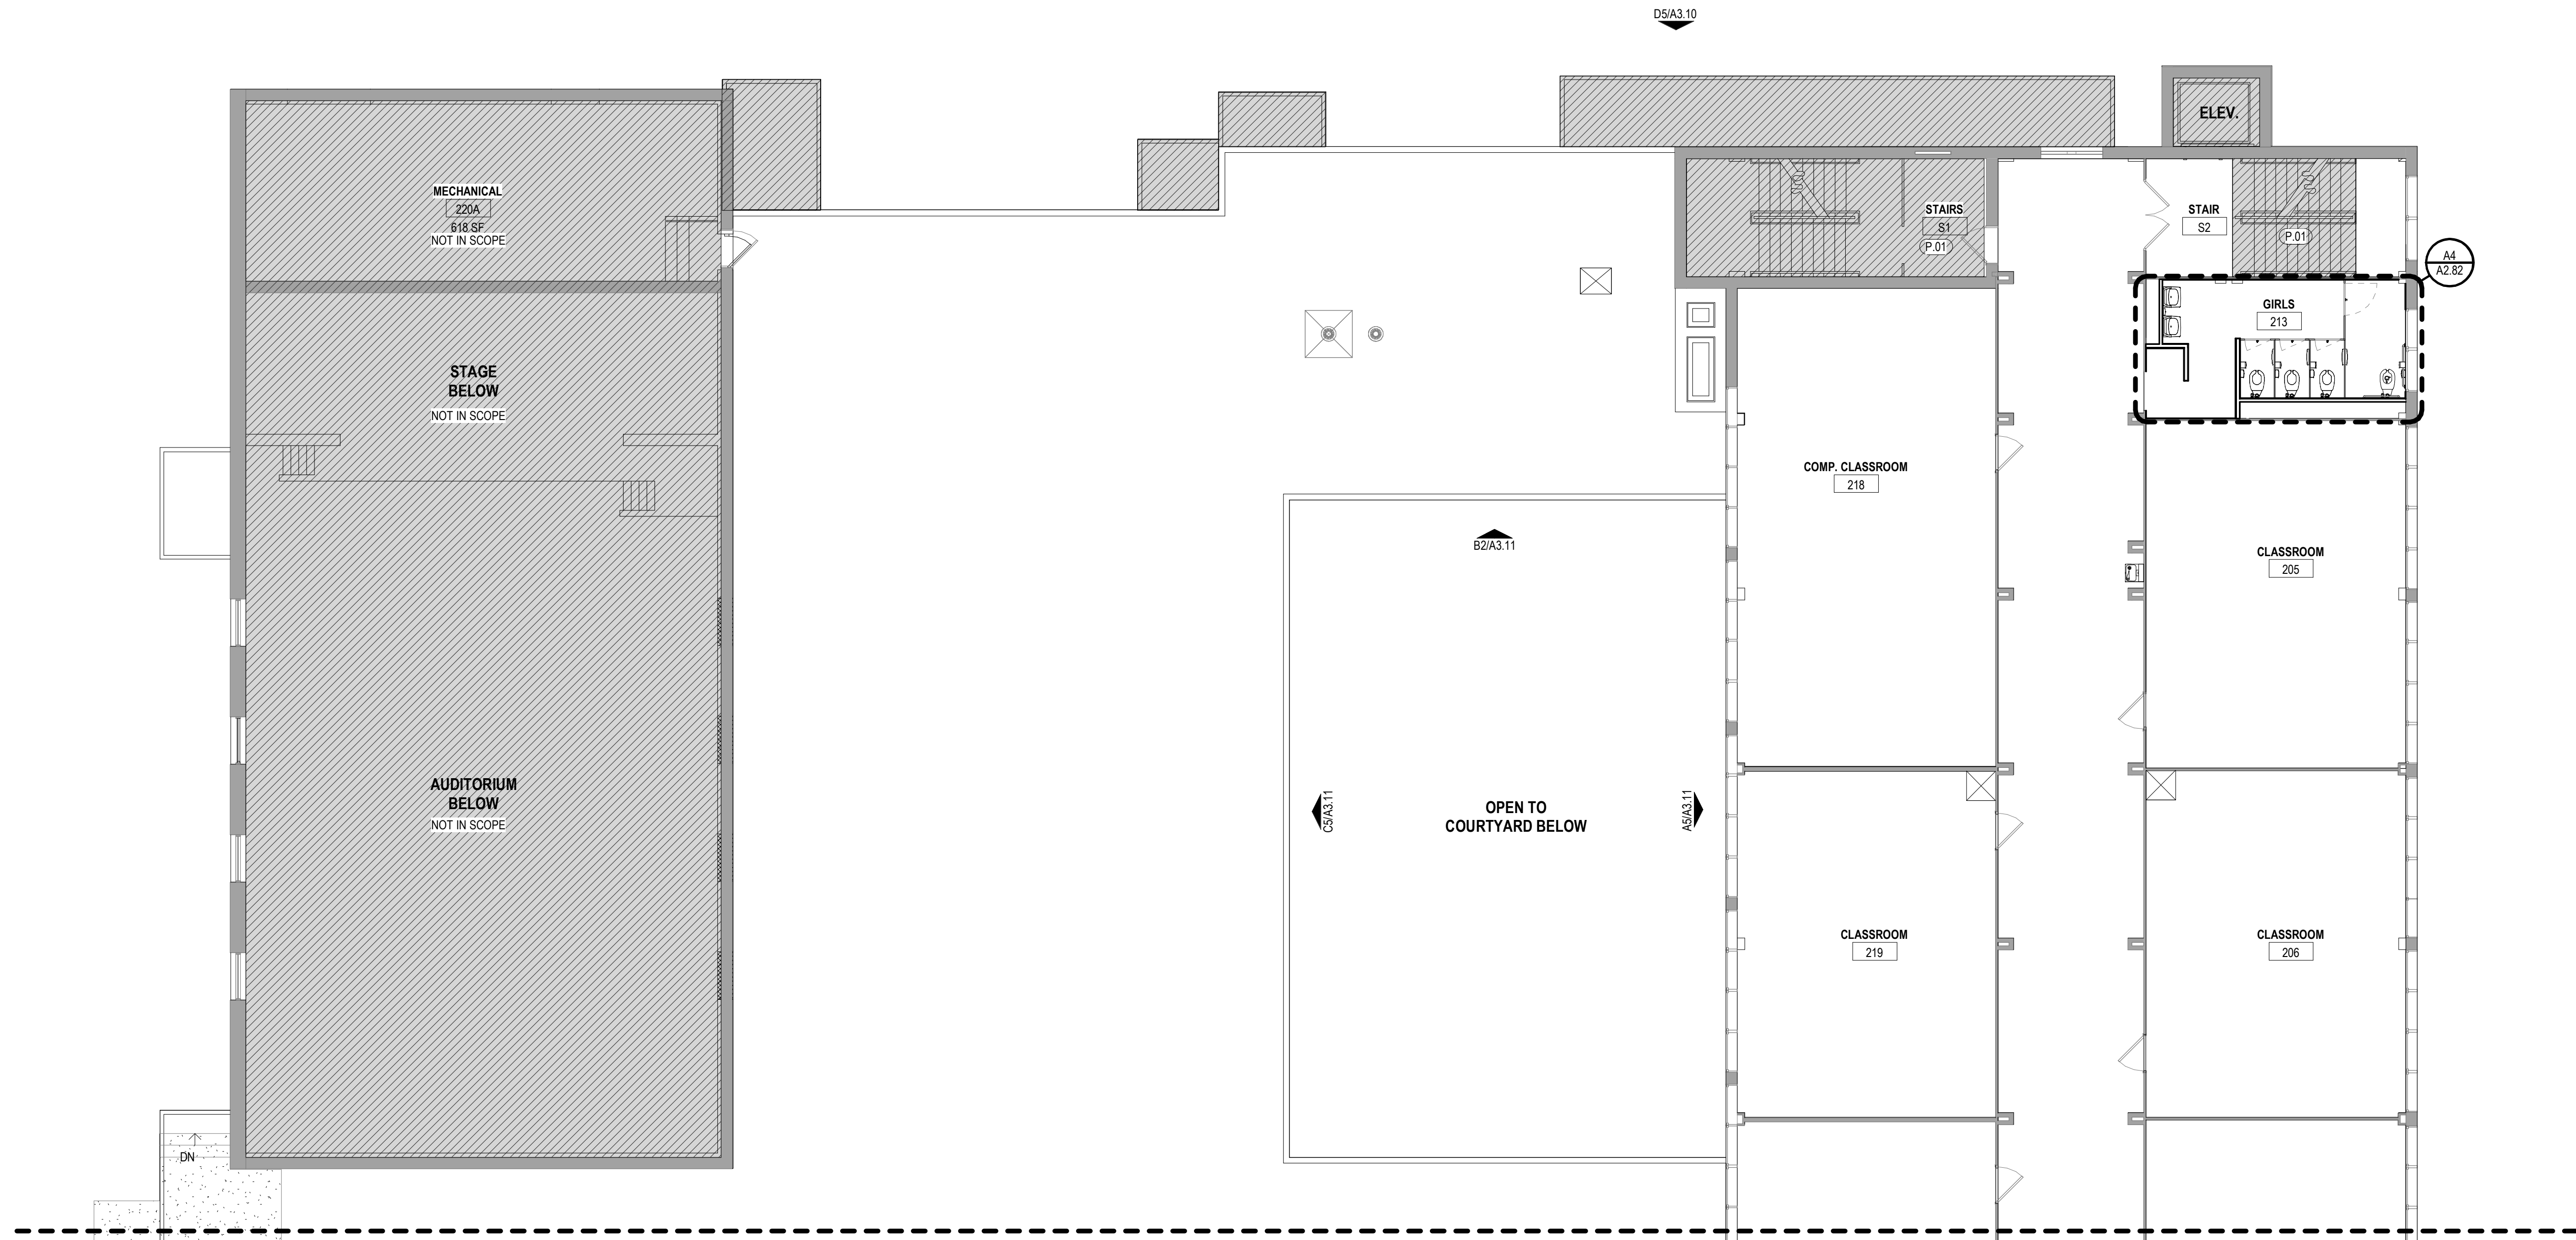 D5/A3.10
ELEV.
MECHANICAL
220A
618 SF
NOT IN SCOPE
STAIRS
S1
P.01
STAIR
S2
P.01
A4
A2.82
GIRLS
213
STAGE
BELOW
NOT IN SCOPE
COMP. CLASSROOM
218
B2/A3.11
CLASSROOM
205
AUDITORIUM
BELOW
NOT IN SCOPE
C5/A3.11
OPEN TO
COURTYARD BELOW
A5/A3.11
CLASSROOM
219
CLASSROOM
206
DN